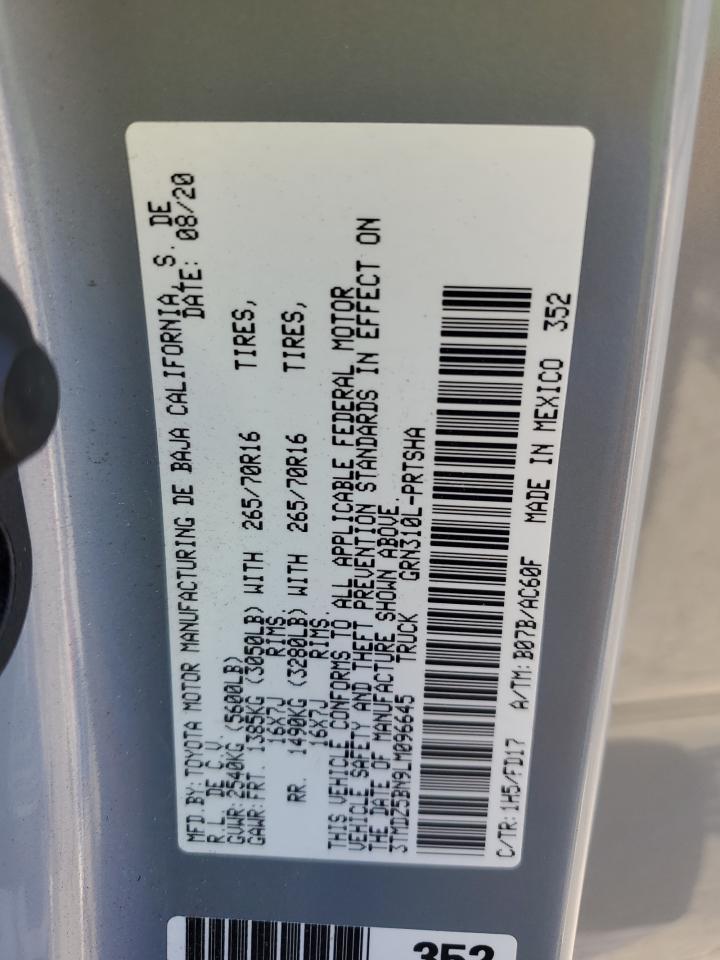 MFD.BY:TOYOTA MOTOR MANUFACTURING DE BAJA CALIFORNIA, S. DE
R.L. DE C.V. DATE: 08/20
GVWR:2540KG (5600LB)
GAWR:FRT. 1385KG (3050LB) WITH 265/70R16 TIRES,
16X7J RIMS
RR. 1490KG (3280LB) WITH 265/70R16 TIRES,
16X7J RIMS
THIS VEHICLE CONFORMS TO ALL APPLICABLE FEDERAL MOTOR
VEHICLE SAFETY AND THEFT PREVENTION STANDARDS IN EFFECT ON
THE DATE OF MANUFACTURE SHOWN ABOVE.
3TMDZ5BN9LM096645 TRUCK GRN310L-PRTSHA
C/TR:1H5/FD17 A/TM:B07B/AC60F MADE IN MEXICO 352
352